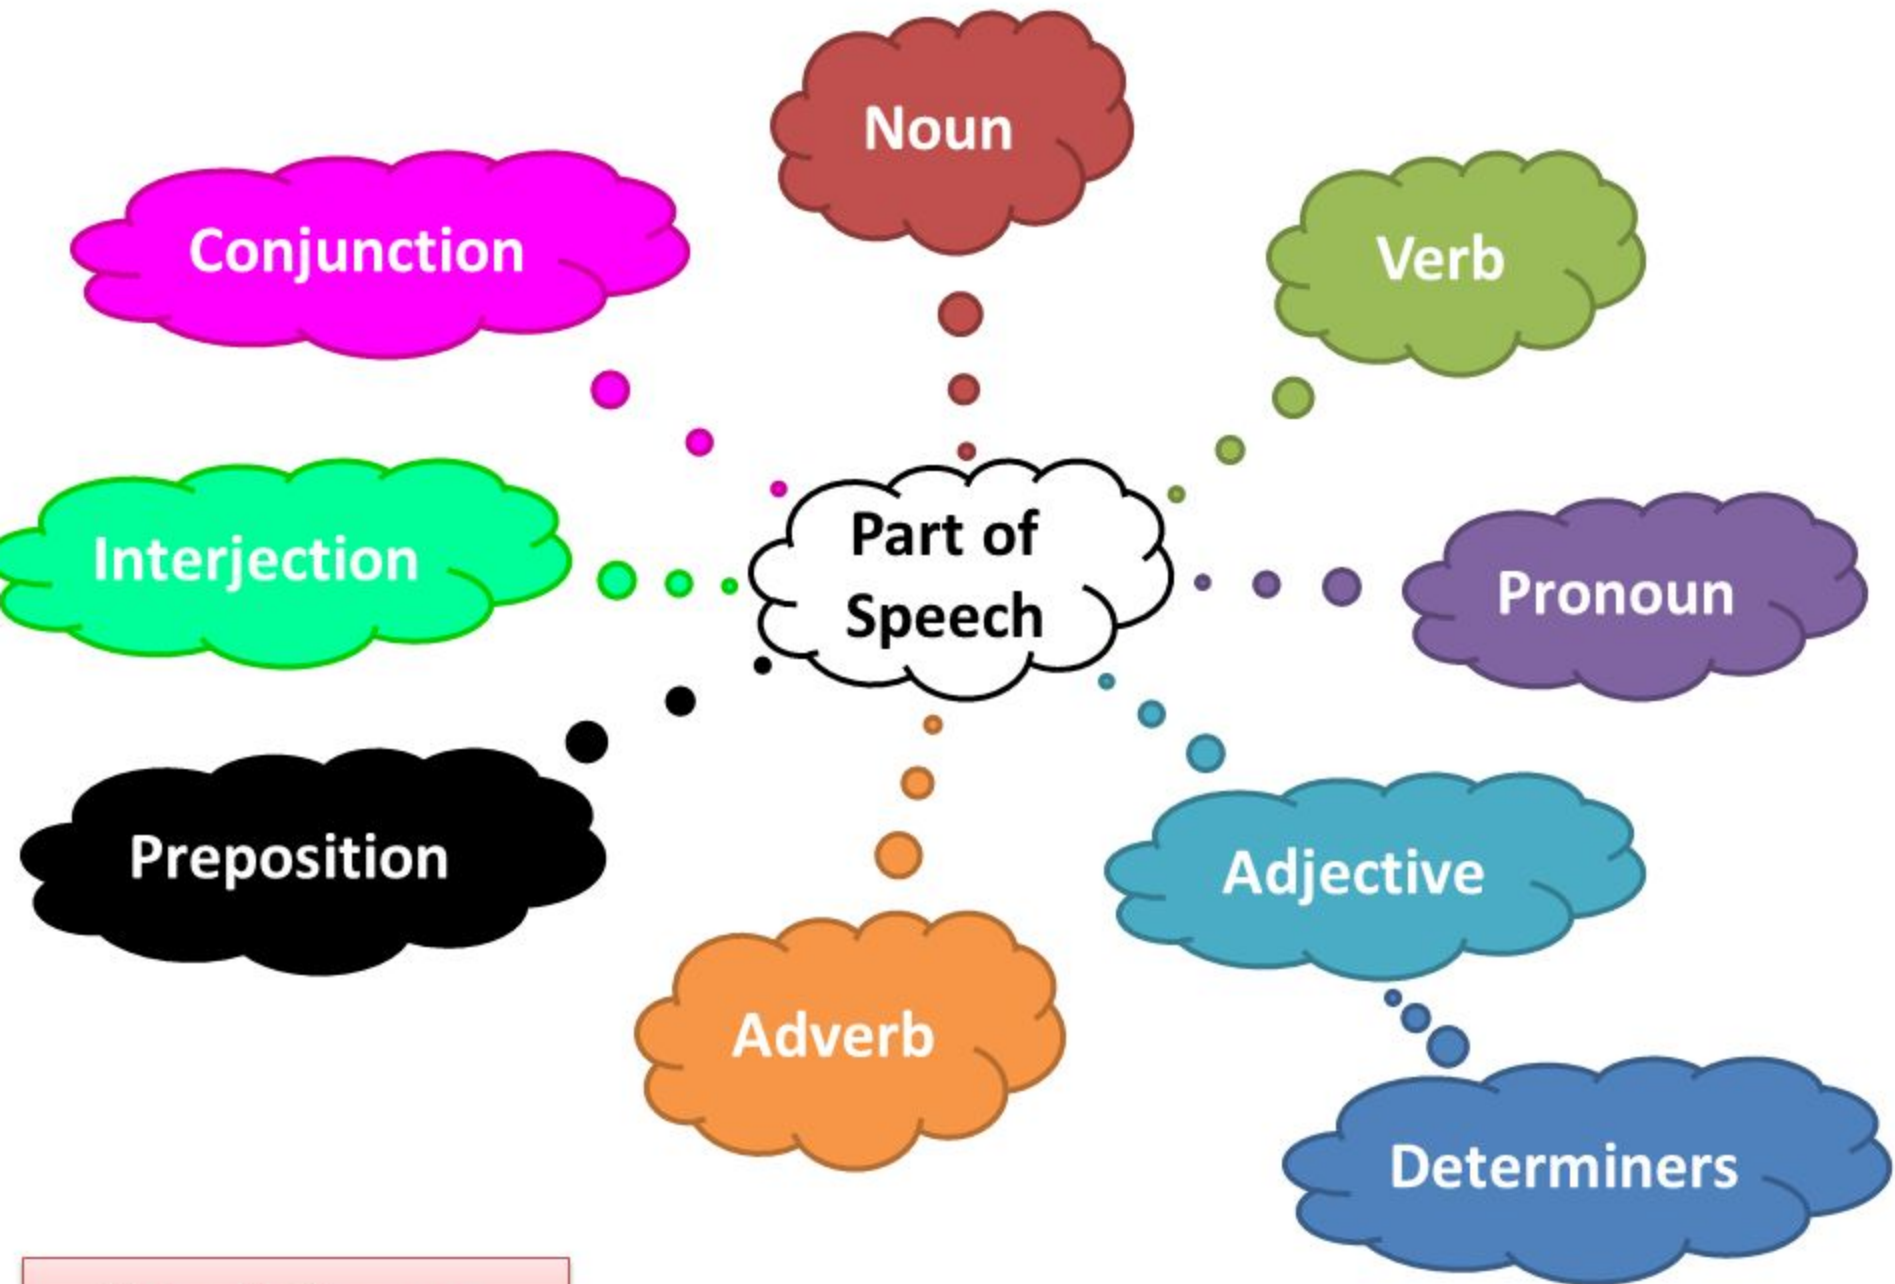 Noun
Conjunction
Verb
Part of
Speech
Interjection
Pronoun
Preposition
Adjective
Adverb
Determiners